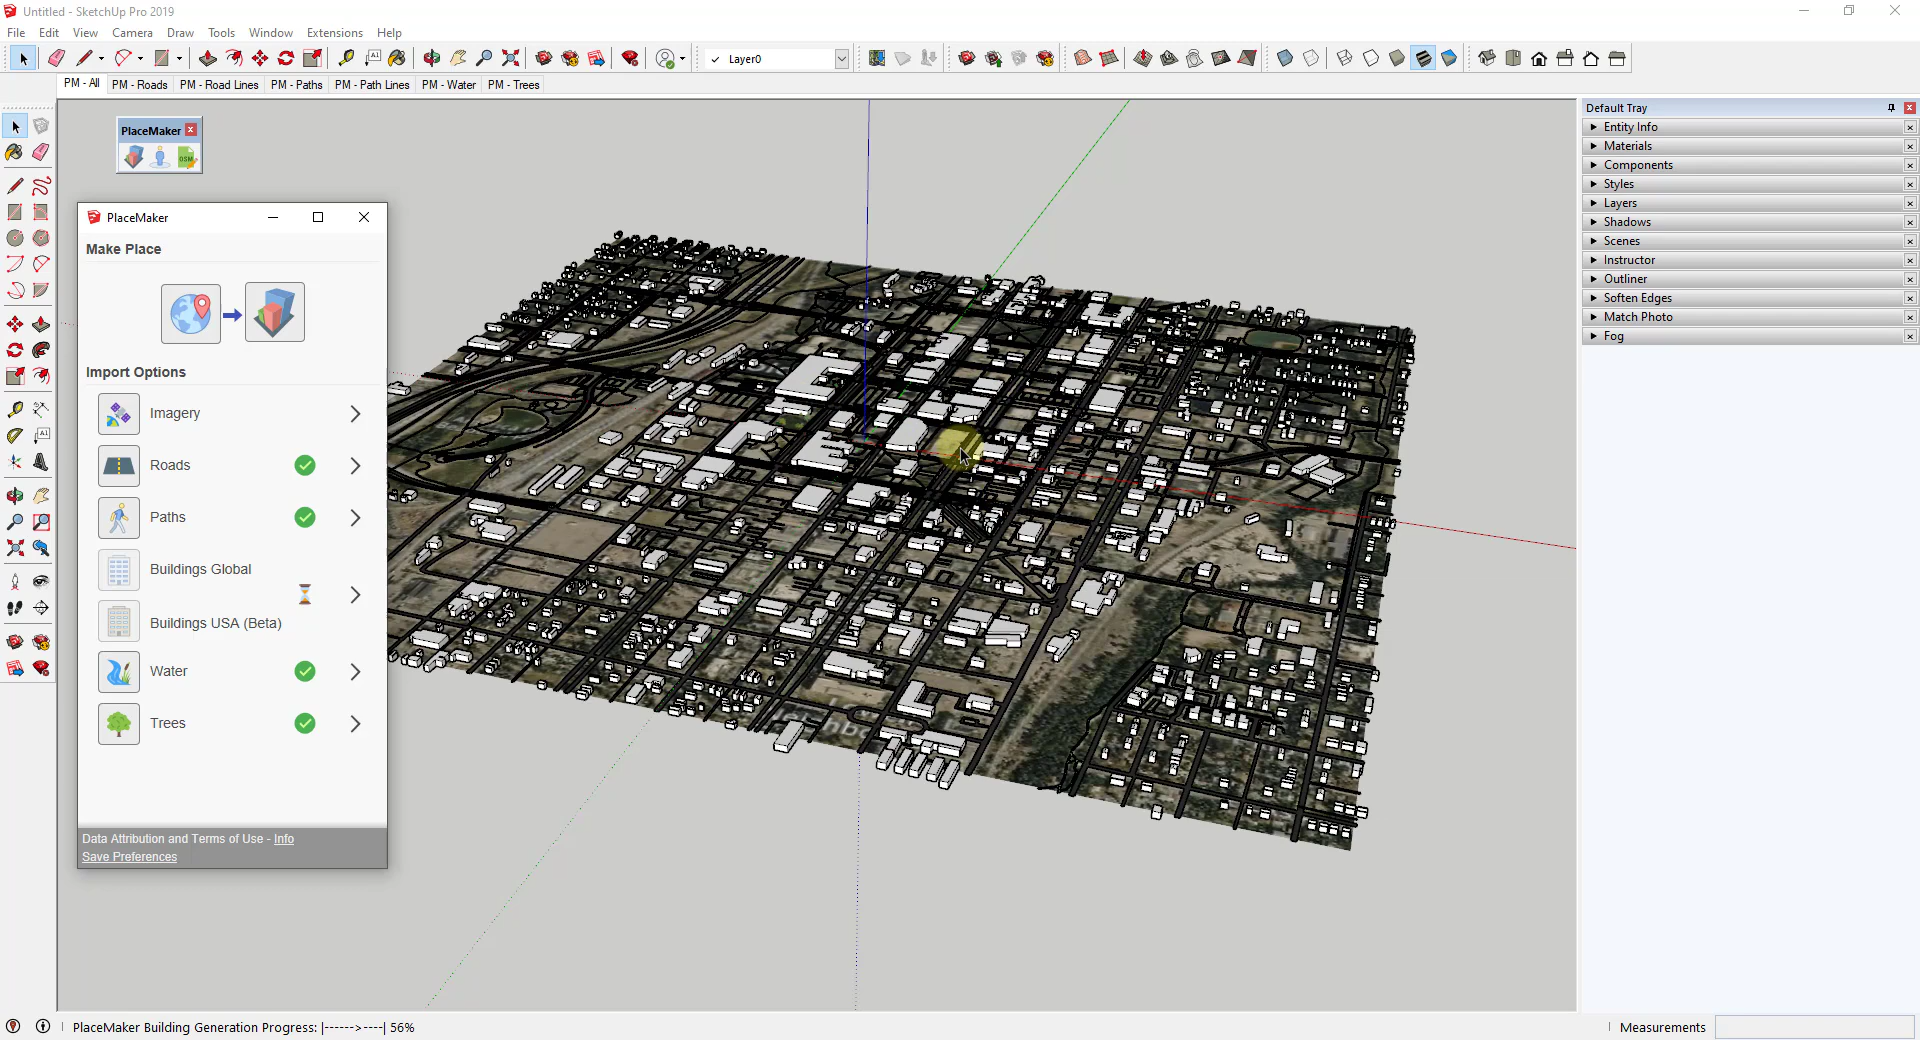 Untitled - SketchUp Pro 2019
File Edit View Camera Draw Tools Window Extensions Help
Layer0
PM - All PM - Roads PM - Road Lines PM - Paths PM - Path Lines PM - Water PM - Trees
PlaceMaker
OSM
PlaceMaker
Make Place
Import Options
Imagery
Roads
Paths
Buildings Global
Buildings USA (Beta)
Water
Trees
Data Attribution and Terms of Use - Info
Save Preferences
Default Tray
Entity Info
Materials
Components
Styles
Layers
Shadows
Scenes
Instructor
Outliner
Soften Edges
Match Photo
Fog
PlaceMaker Building Generation Progress: |------>----| 56%
Measurements